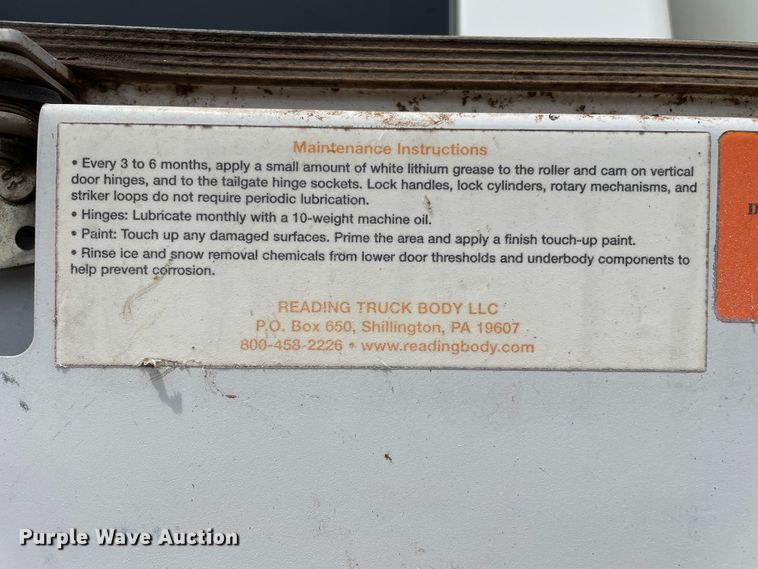 Maintenance Instructions
• Every 3 to 6 months, apply a small amount of white lithium grease to the roller and cam on vertical
door hinges, and to the tailgate hinge sockets. Lock handles, lock cylinders, rotary mechanisms, and
striker loops do not require periodic lubrication.
• Hinges: Lubricate monthly with a 10-weight machine oil.
• Paint: Touch up any damaged surfaces. Prime the area and apply a finish touch-up paint.
• Rinse ice and snow removal chemicals from lower door thresholds and underbody components to
help prevent corrosion.
READING TRUCK BODY LLC
P.O. Box 650, Shillington, PA 19607
800-458-2226 • www.readingbody.com
D
Purple Wave Auction